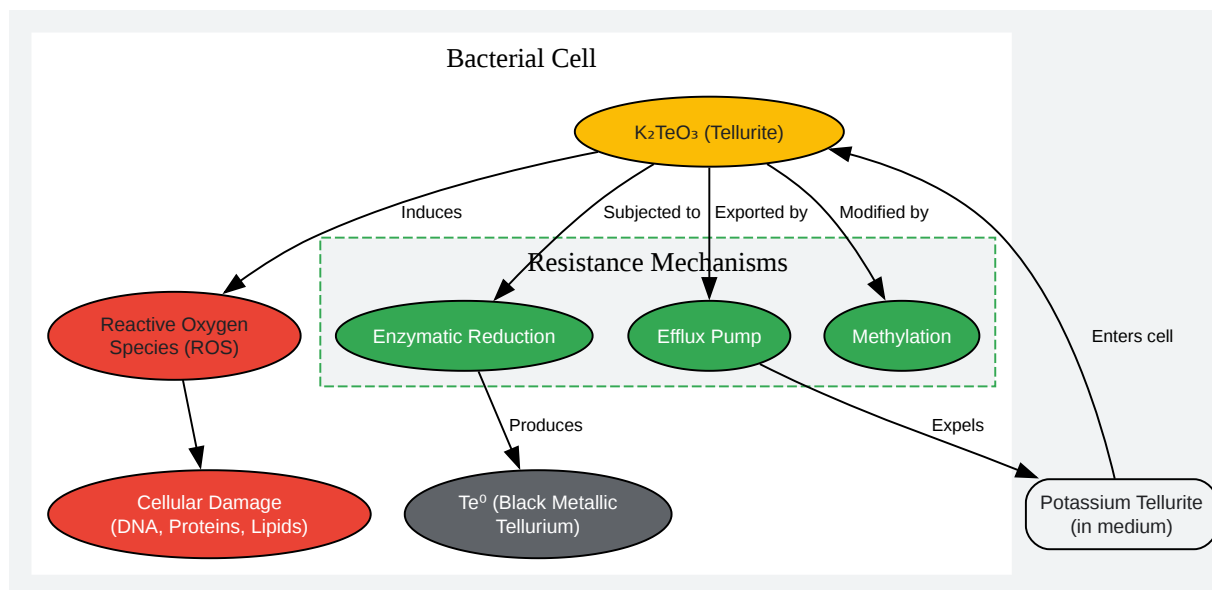 Bacterial Cell
K₂TeO₃ (Tellurite)
Induces
Subjected to
Exported by
Modified by
Resistance Mechanisms
Reactive Oxygen
Species (ROS)
Enzymatic Reduction
Efflux Pump
Methylation
Enters cell
Produces
Expels
Cellular Damage
(DNA, Proteins, Lipids)
Te⁰ (Black Metallic
Tellurium)
Potassium Tellurite
(in medium)